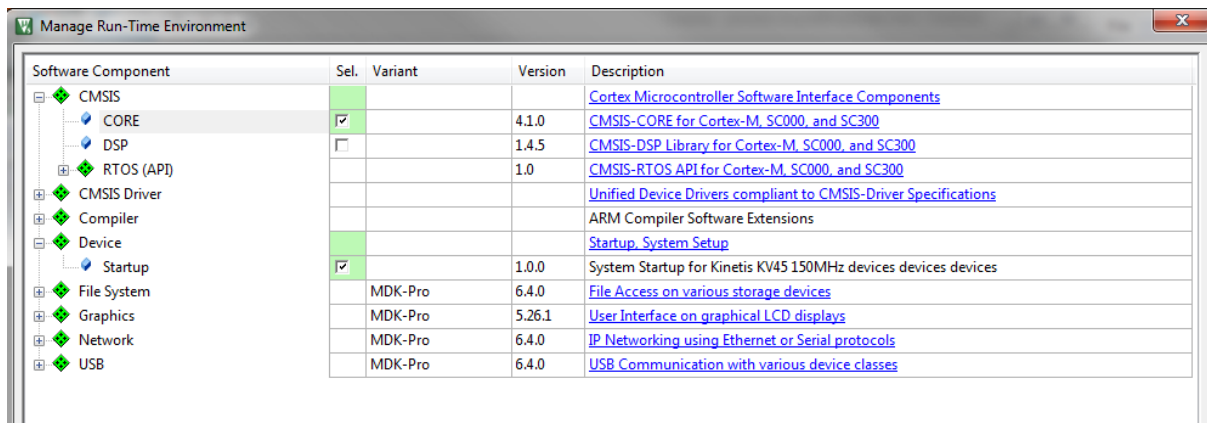 Manage Run-Time Environment
Software Component Sel. Variant Version Description
CMSIS Cortex Microcontroller Software Interface Components
CORE 4.1.0 CMSIS-CORE for Cortex-M, SC000, and SC300
DSP 1.4.5 CMSIS-DSP Library for Cortex-M, SC000, and SC300
RTOS (API) 1.0 CMSIS-RTOS API for Cortex-M, SC000, and SC300
CMSIS Driver Unified Device Drivers compliant to CMSIS-Driver Specifications
Compiler ARM Compiler Software Extensions
Device Startup, System Setup
Startup 1.0.0 System Startup for Kinetis KV45 150MHz devices devices devices
File System MDK-Pro 6.4.0 File Access on various storage devices
Graphics MDK-Pro 5.26.1 User Interface on graphical LCD displays
Network MDK-Pro 6.4.0 IP Networking using Ethernet or Serial protocols
USB MDK-Pro 6.4.0 USB Communication with various device classes